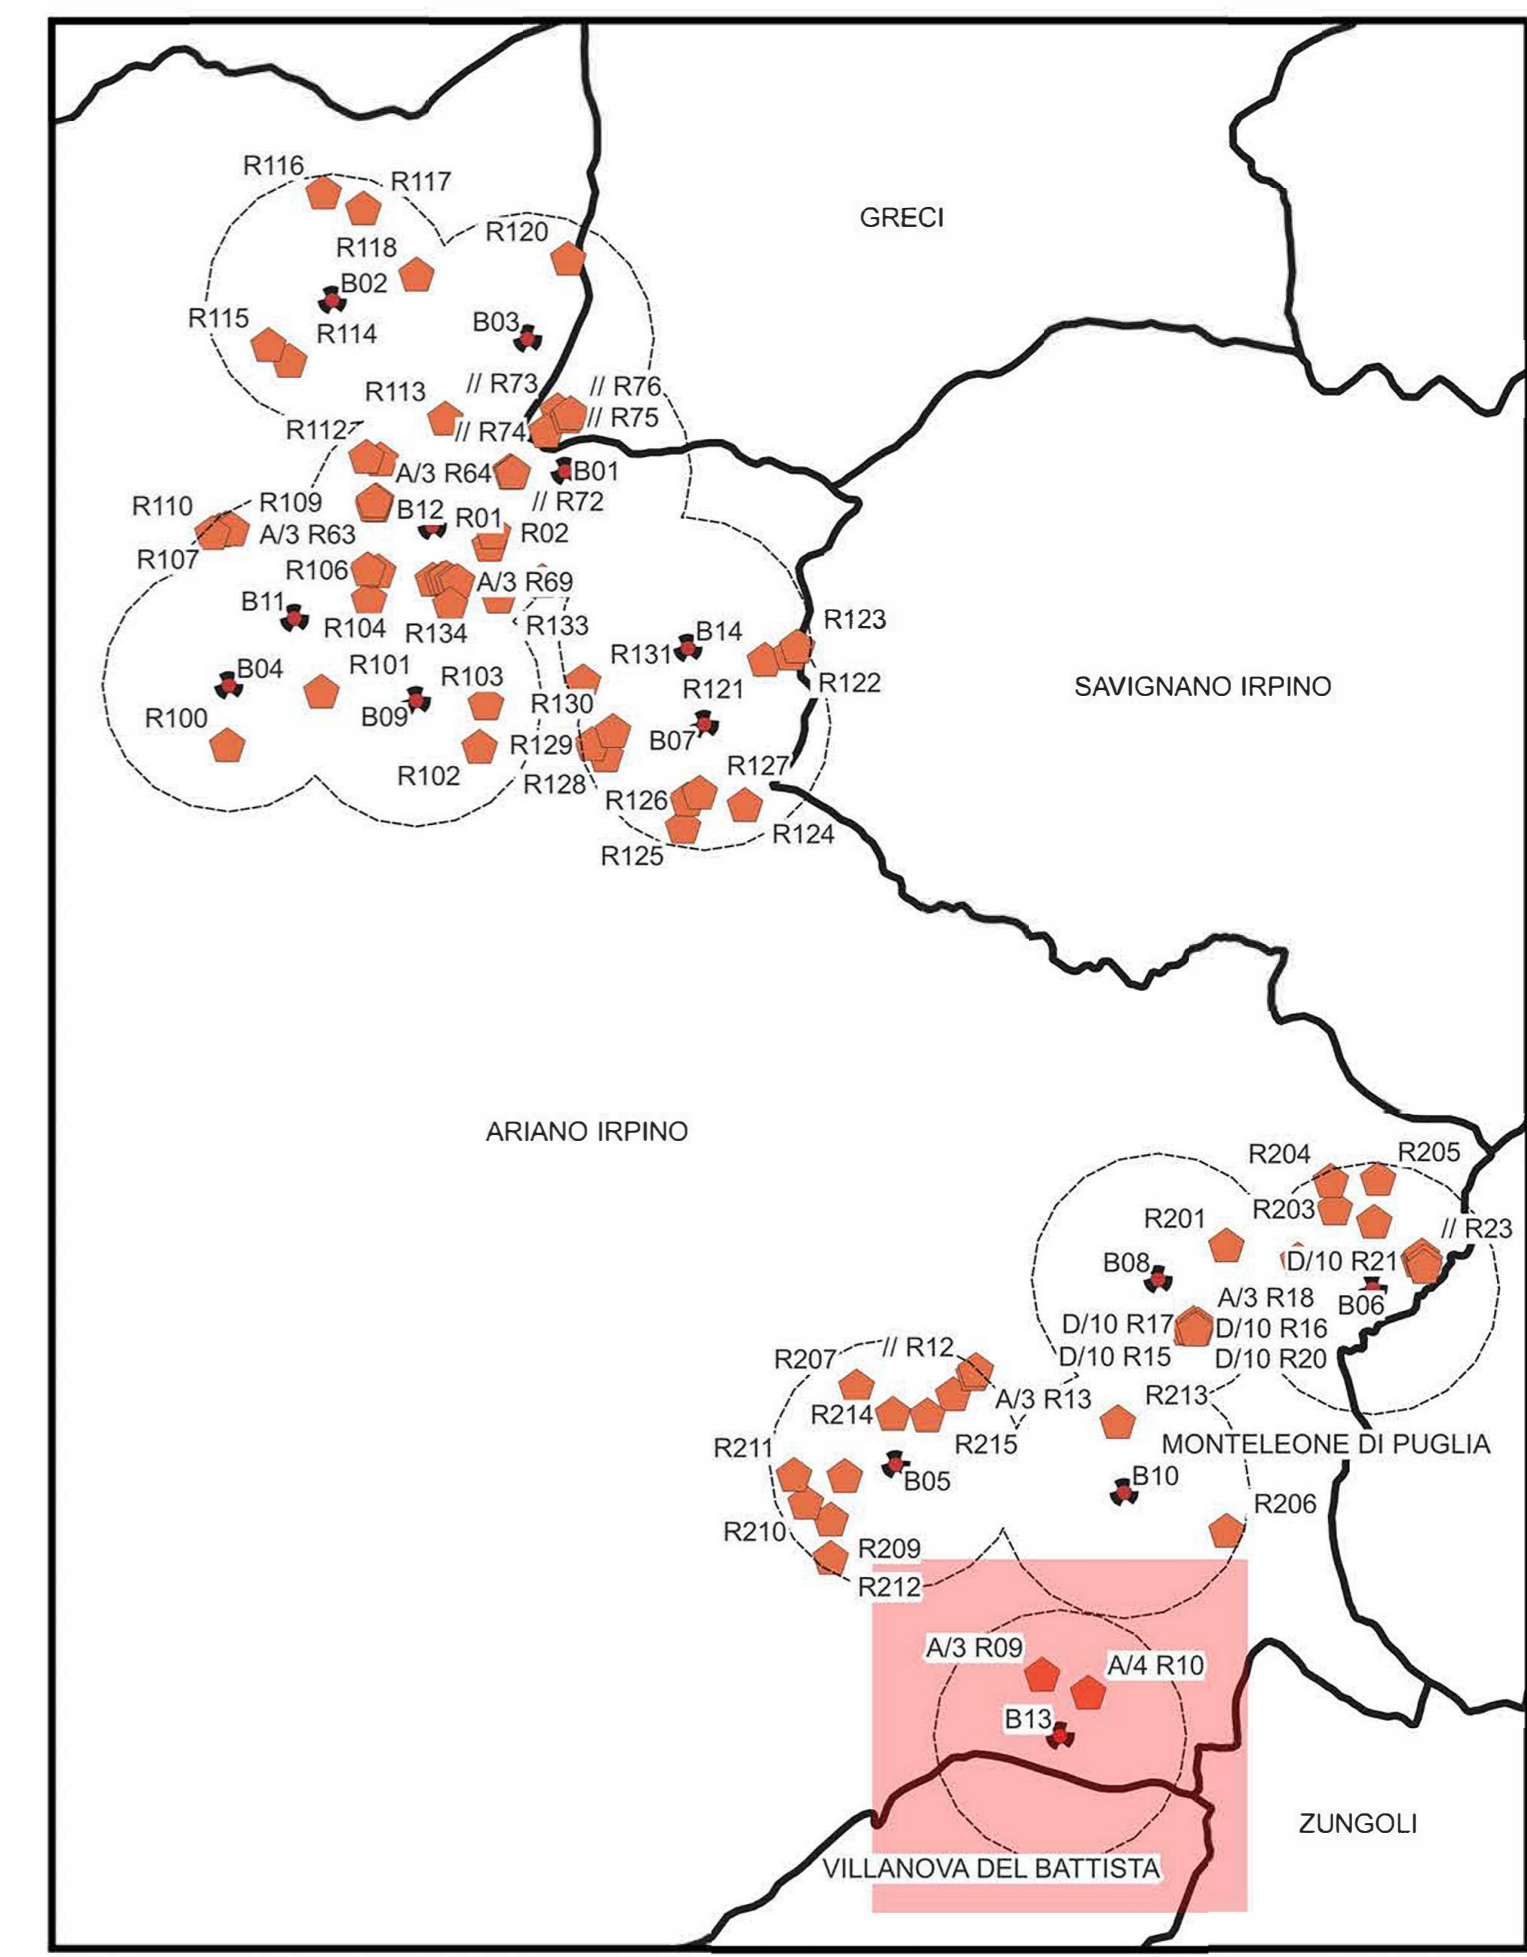 R116
R117
GRECI
R120
R118
B02
R115
R114
B03
// R73
// R76
R113
// R75
R112
// R74
A/3 R64
B01
// R72
R110
R109
B12
R01
R02
A/3 R63
R107
R106
A/3 R69
B11
R104
R134
R133
R123
B14
R131
R101
B04
R103
R121
R122
SAVIGNANO IRPINO
R100
B09
R130
R129
B07
R102
R128
R127
R126
R124
R125
ARIANO IRPINO
R204
R205
R203
R201
// R23
B08
D/10 R21
A/3 R18
B06
D/10 R17
D/10 R16
D/10 R15
D/10 R20
R207
// R12
A/3 R13
R213
R214
R215
R211
MONTELEONE DI PUGLIA
B05
B10
R206
R210
R209
R212
A/3 R09
A/4 R10
B13
ZUNGOLI
VILLANOVA DEL BATTISTA